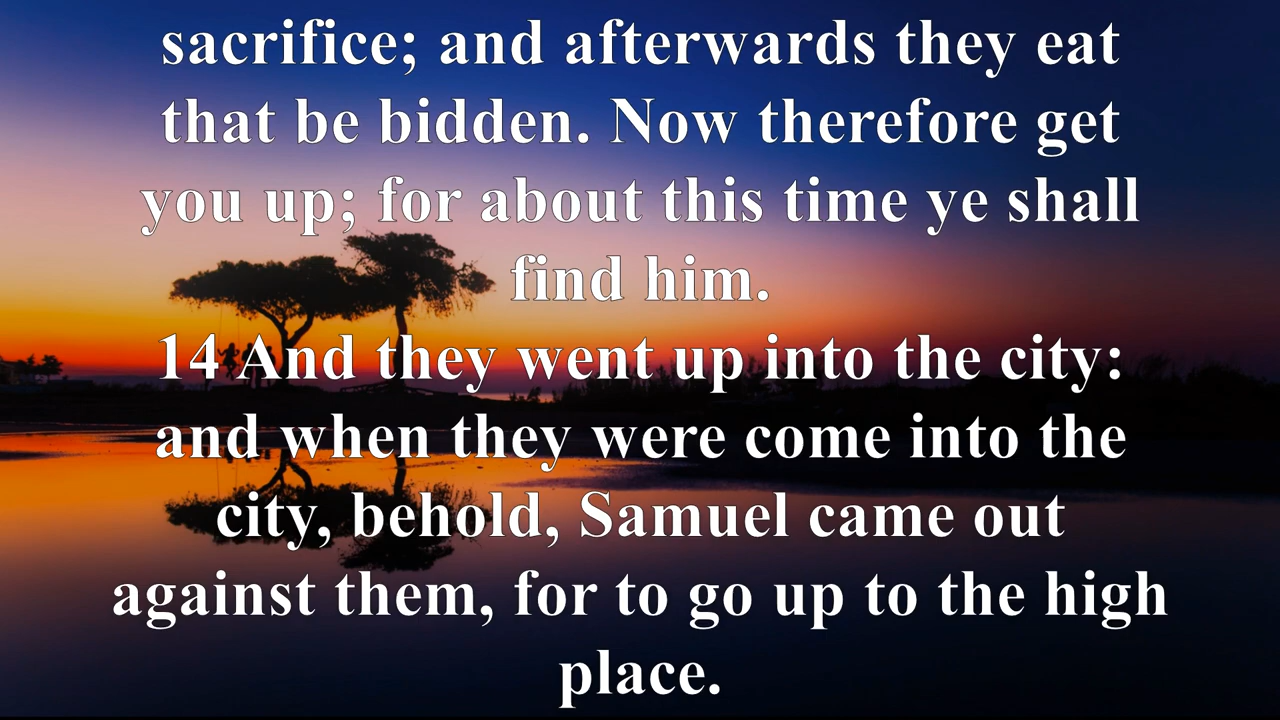 sacrifice; and afterwards they eat
that be bidden. Now therefore get
you up; for about this time ye shall
find him.
14 And they went up into the city:
and when they were come into the
city, behold, Samuel came out
against them, for to go up to the high
place.